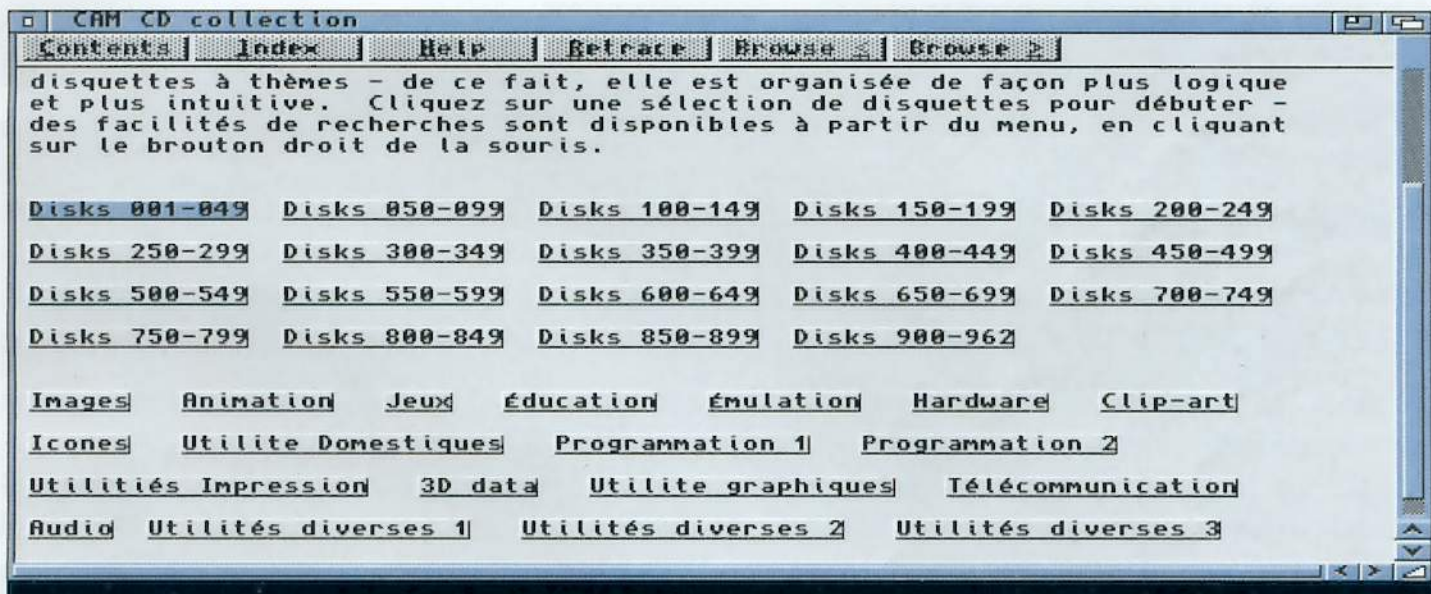 CAM CD collection
Contents Index Help Retrace Browse < Browse >
disquettes à thèmes - de ce fait, elle est organisée de façon plus logique
et plus intuitive. Cliquez sur une sélection de disquettes pour débuter -
des facilités de recherches sont disponibles à partir du menu, en cliquant
sur le brouton droit de la souris.
Disks 001-049 Disks 050-099 Disks 100-149 Disks 150-199 Disks 200-249
Disks 250-299 Disks 300-349 Disks 350-399 Disks 400-449 Disks 450-499
Disks 500-549 Disks 550-599 Disks 600-649 Disks 650-699 Disks 700-749
Disks 750-799 Disks 800-849 Disks 850-899 Disks 900-962
Images Animation Jeux Éducation Émulation Hardware Clip-art
Icones Utilite Domestiques Programmation 1 Programmation 2
Utilitiés Impression 3D data Utilite graphiques Télécommunication
Audio Utilités diverses 1 Utilités diverses 2 Utilités diverses 3